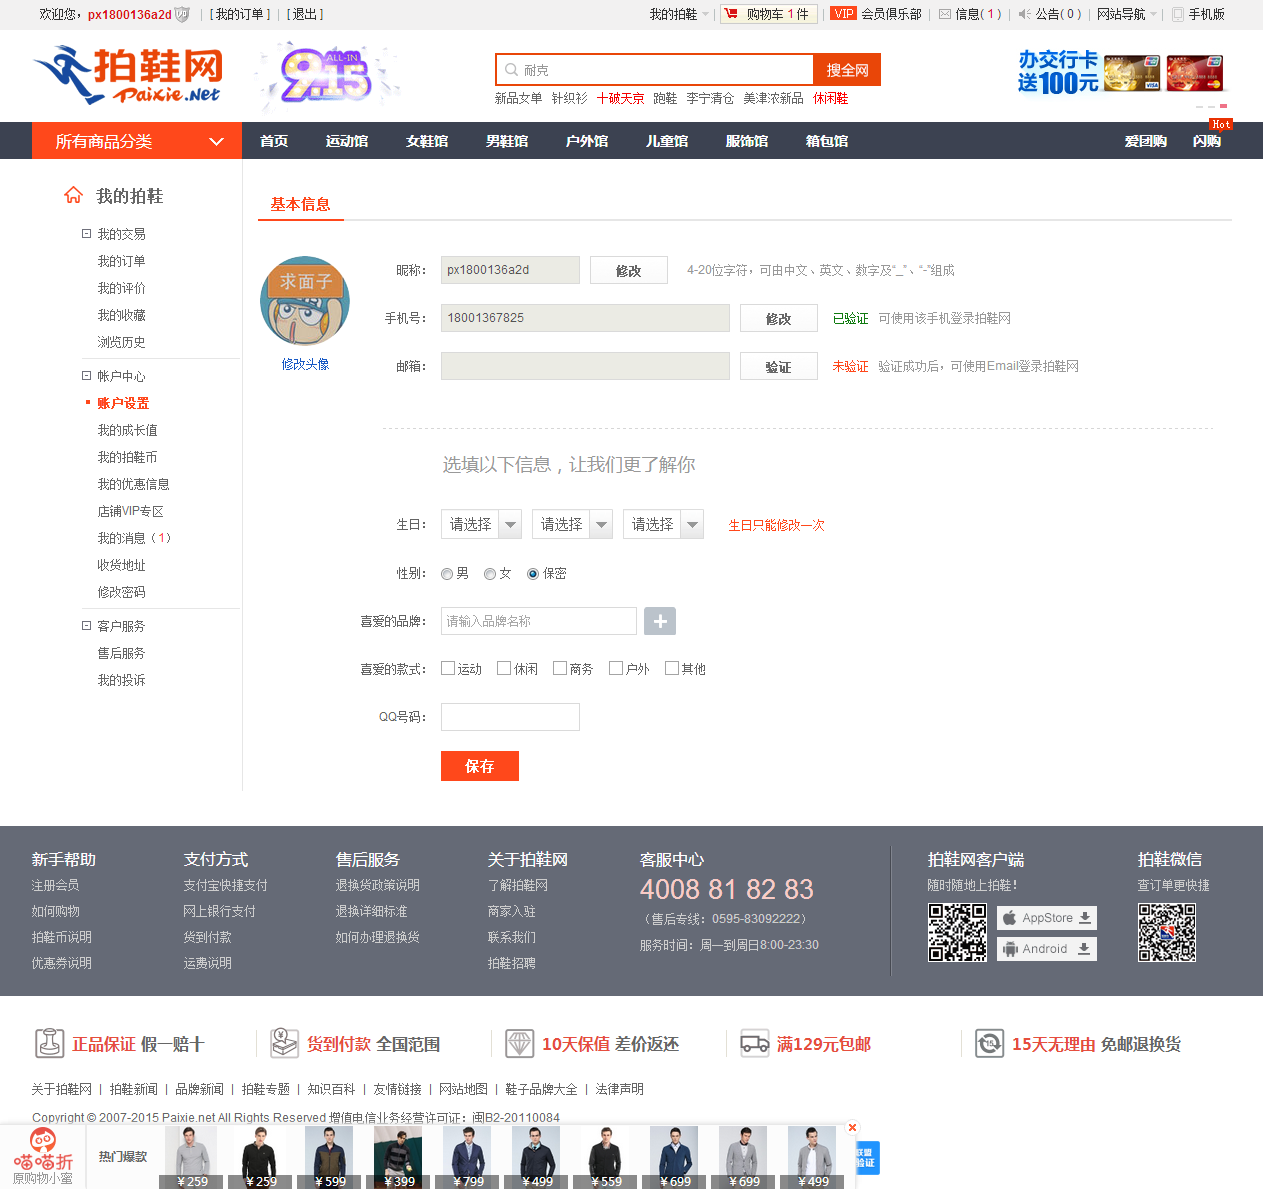 欢迎您，px1800136a2d VIP | [ 我的订单 ] | [ 退出 ]
我的拍鞋 | 购物车 1 件 | VIP 会员俱乐部 | 信息( 1 ) | 公告( 0 ) | 网站导航 | 手机版
拍鞋网
Paixie.Net
ALL-IN
9.15
耐克
搜全网
新品女单 针织衫 十破天京 跑鞋 李宁清仓 美津浓新品 休闲鞋
办交行卡
送100元
VISA
Hot
所有商品分类 首页 运动馆 女鞋馆 男鞋馆 户外馆 儿童馆 服饰馆 箱包馆 爱团购 闪购
我的拍鞋
我的交易
我的订单
我的评价
我的收藏
浏览历史
帐户中心
账户设置
我的成长值
我的拍鞋币
我的优惠信息
店铺VIP专区
我的消息（1）
收货地址
修改密码
客户服务
售后服务
我的投诉
基本信息
求面子
修改头像
昵称： px1800136a2d 修改 4-20位字符，可由中文、英文、数字及“_”、“-”组成
手机号： 18001367825 修改 已验证 可使用该手机登录拍鞋网
邮箱： 验证 未验证 验证成功后，可使用Email登录拍鞋网
选填以下信息，让我们更了解你
生日： 请选择 请选择 请选择 生日只能修改一次
性别： 男 女 保密
喜爱的品牌： 请输入品牌名称
喜爱的款式： 运动 休闲 商务 户外 其他
QQ号码：
保存
新手帮助
注册会员
如何购物
拍鞋币说明
优惠券说明
支付方式
支付宝快捷支付
网上银行支付
货到付款
运费说明
售后服务
退换货政策说明
退换详细标准
如何办理退换货
关于拍鞋网
了解拍鞋网
商家入驻
联系我们
拍鞋招聘
客服中心
4008 81 82 83
（售后专线：0595-83092222）
服务时间：周一到周日8:00-23:30
拍鞋网客户端
随时随地上拍鞋！
AppStore
Android
拍鞋微信
查订单更快捷
正品保证 假一赔十
¥ 货到付款 全国范围
10天保值 差价返还
满129元包邮
15 15天无理由 免邮退换货
关于拍鞋网 | 拍鞋新闻 | 品牌新闻 | 拍鞋专题 | 知识百科 | 友情链接 | 网站地图 | 鞋子品牌大全 | 法律声明
Copyright © 2007-2015 Paixie.net All Rights Reserved 增值电信业务经营许可证：闽B2-20110084
喵喵折
原购物小蜜
热门爆款
¥259 ¥259 ¥599 ¥399 ¥799 ¥499 ¥559 ¥699 ¥699 ¥499
联盟
验证